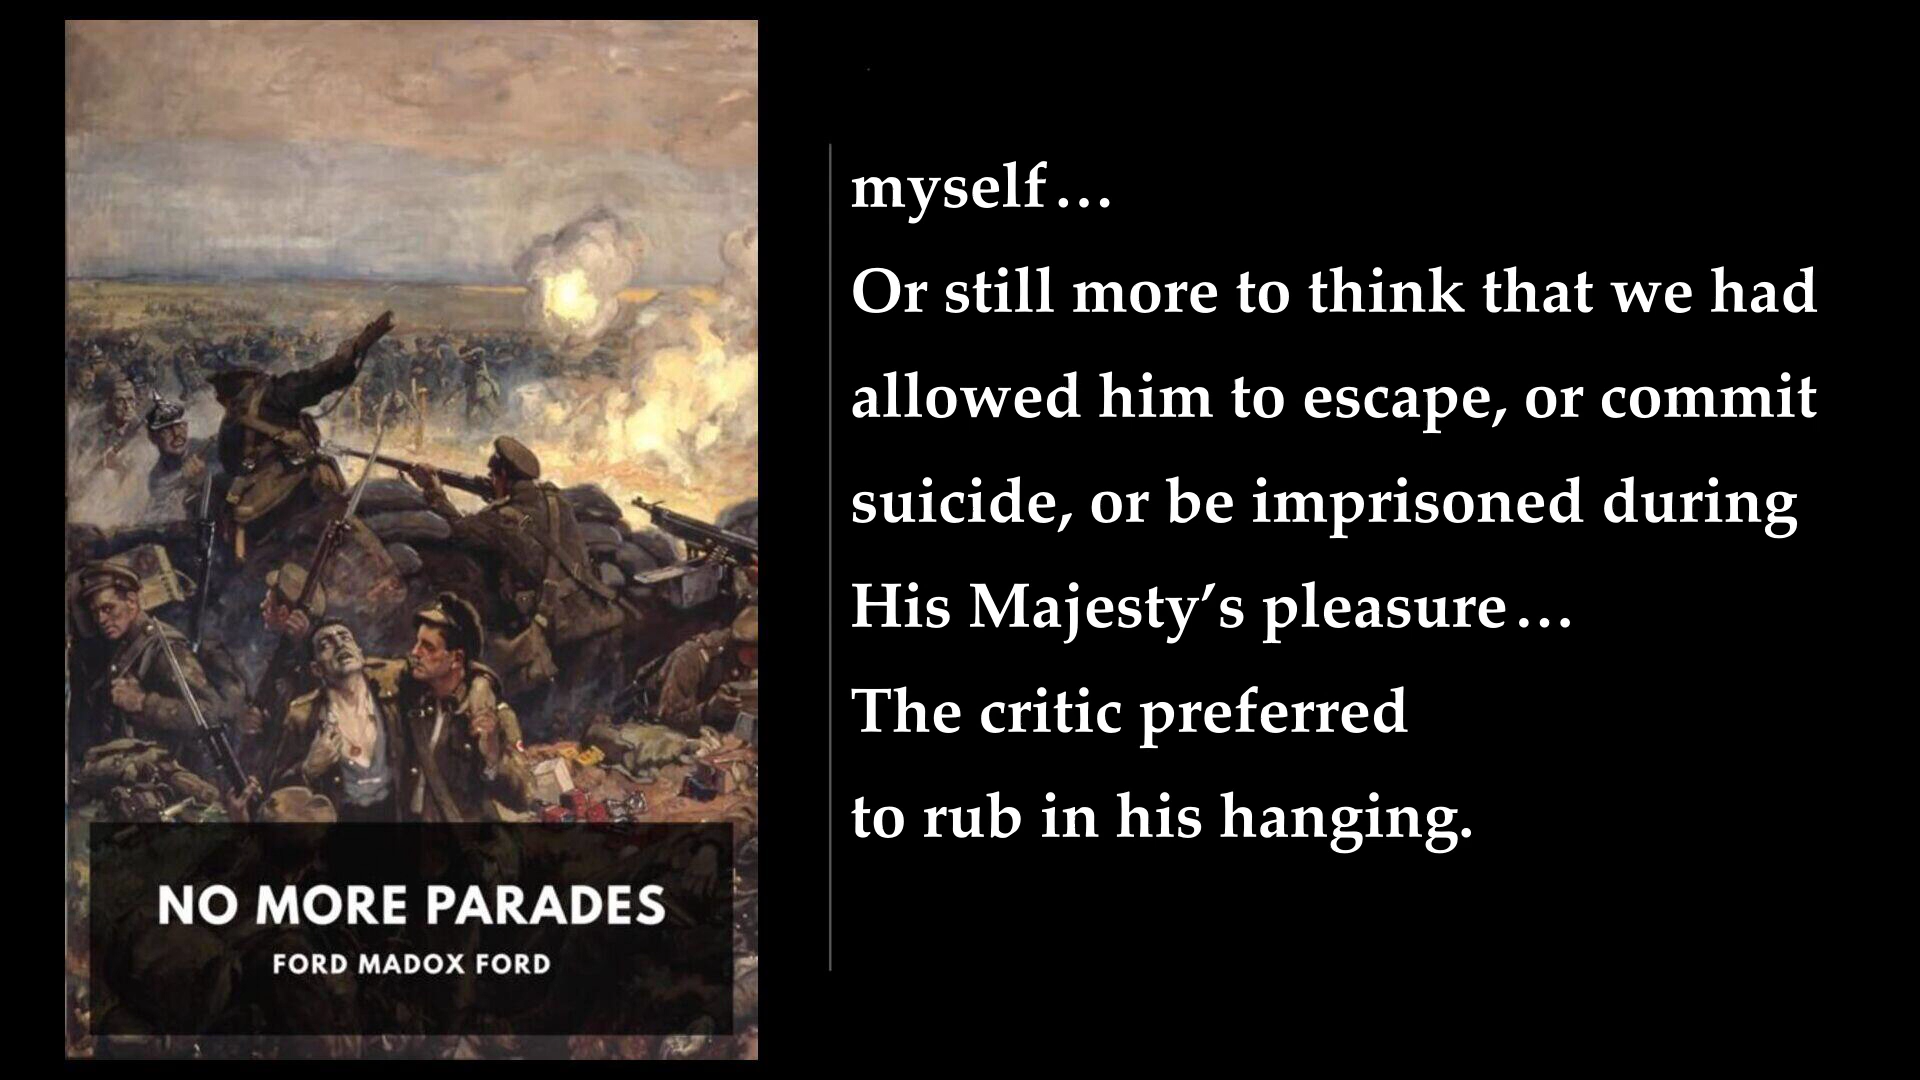 NO MORE PARADES
FORD MADOX FORD
myself…
Or still more to think that we had
allowed him to escape, or commit
suicide, or be imprisoned during
His Majesty’s pleasure…
The critic preferred
to rub in his hanging.